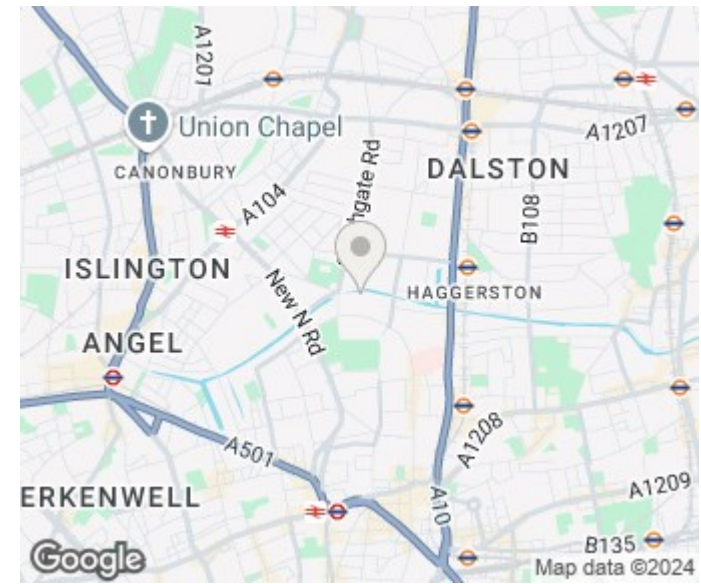 A1201
Union Chapel
CANONBURY
A104
hgate Rd
A1207
DALSTON
B108
ISLINGTON
New N Rd
HAGGERSTON
ANGEL
A501
A1208
ERKENWELL
A10
A1209
B135
Google
Map data ©2024